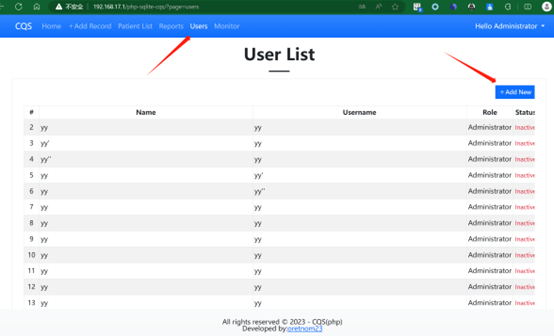 不安全 192.168.17.1/php-sqlite-cqs/?page=users
CQS Home + Add Record Patient List Reports Users Monitor Hello Administrator
User List
+ Add New
# Name Username Role Status
2 yy yy Administrator Inactive
3 yy' yy Administrator Inactive
4 yy'' yy Administrator Inactive
5 yy yy' Administrator Inactive
6 yy yy'' Administrator Inactive
7 yy yy Administrator Inactive
8 yy yy Administrator Inactive
9 yy yy Administrator Inactive
10 yy yy Administrator Inactive
11 yy yy Administrator Inactive
12 yy yy Administrator Inactive
13 yy yy Administrator Inactive
All rights reserved © 2023 - CQS(php)
Developed by:pretnom23